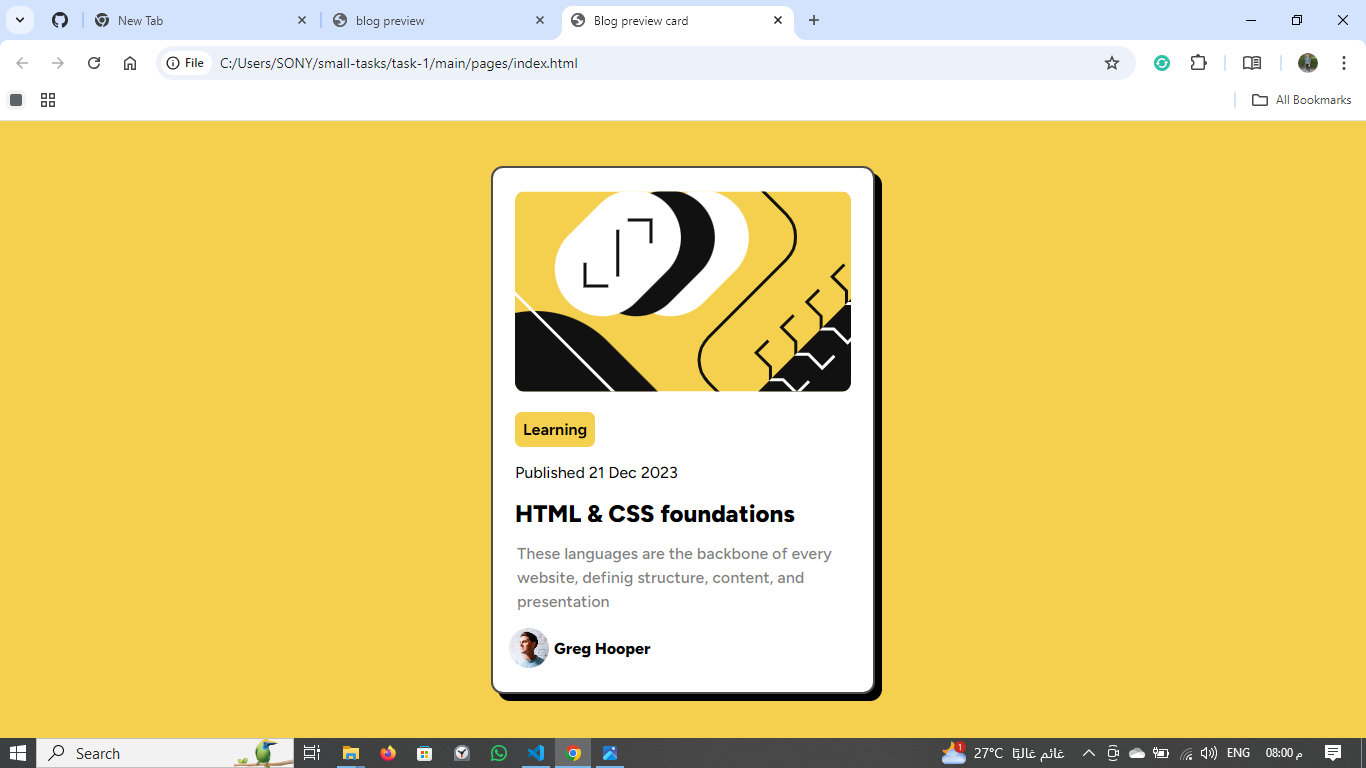 New Tab
blog preview
Blog preview card
File
C:/Users/SONY/small-tasks/task-1/main/pages/index.html
All Bookmarks
Learning
Published 21 Dec 2023
HTML & CSS foundations
These languages are the backbone of every
website, definig structure, content, and
presentation
Greg Hooper
Search
1
27°C غائم غالبًا
ENG
08:00 م